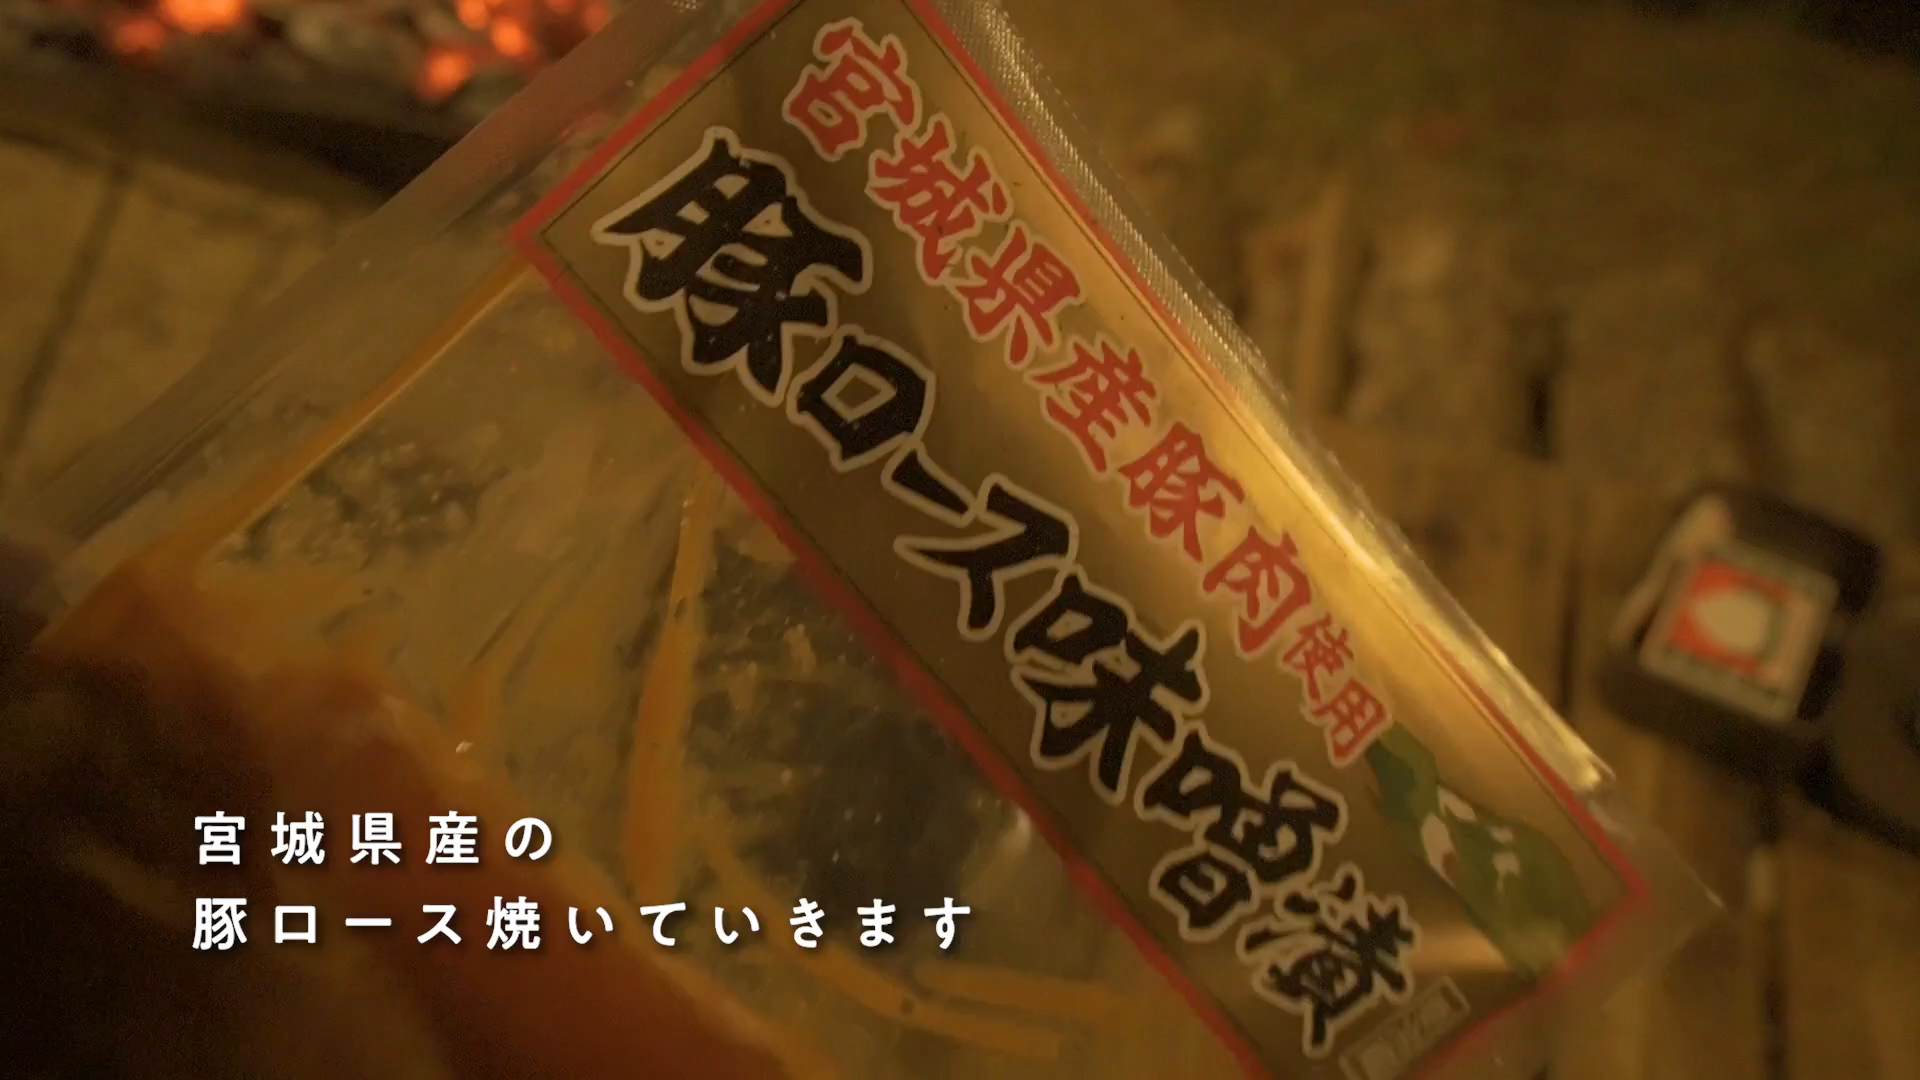 宮城県産豚肉使用
豚ロース味噌漬
宮城県産の
豚ロース焼いていきます